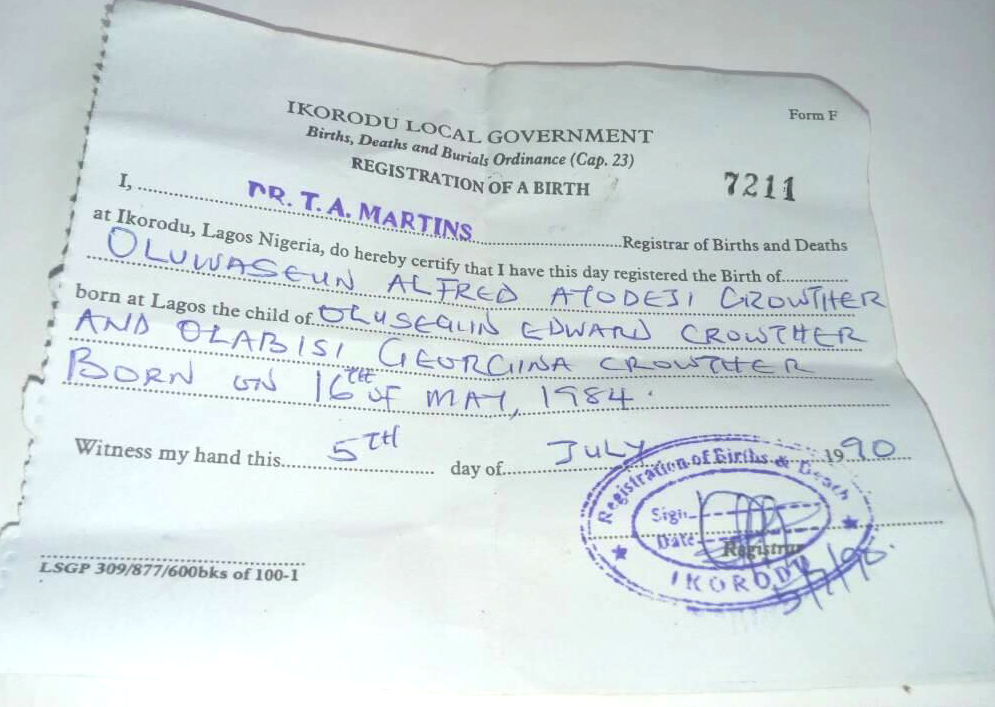 Form F
IKORODU LOCAL GOVERNMENT
Births, Deaths and Burials Ordinance (Cap. 23)
REGISTRATION OF A BIRTH
7211
I, DR. T. A. MARTINS Registrar of Births and Deaths
at Ikorodu, Lagos Nigeria, do hereby certify that I have this day registered the Birth of
OLUWASEUN ALFRED AYODEJI CROWTHER
born at Lagos the child of OLUSEGUN EDWARD CROWTHER
AND OLABISI GEORGINA CROWTHER
BORN ON 16TH OF MAY, 1984.
Witness my hand this 5TH day of JULY 1990
Registration of Births & Death
Sign
Date
Registrar
IKORODU
5/7/90
LSGP 309/877/600bks of 100-1